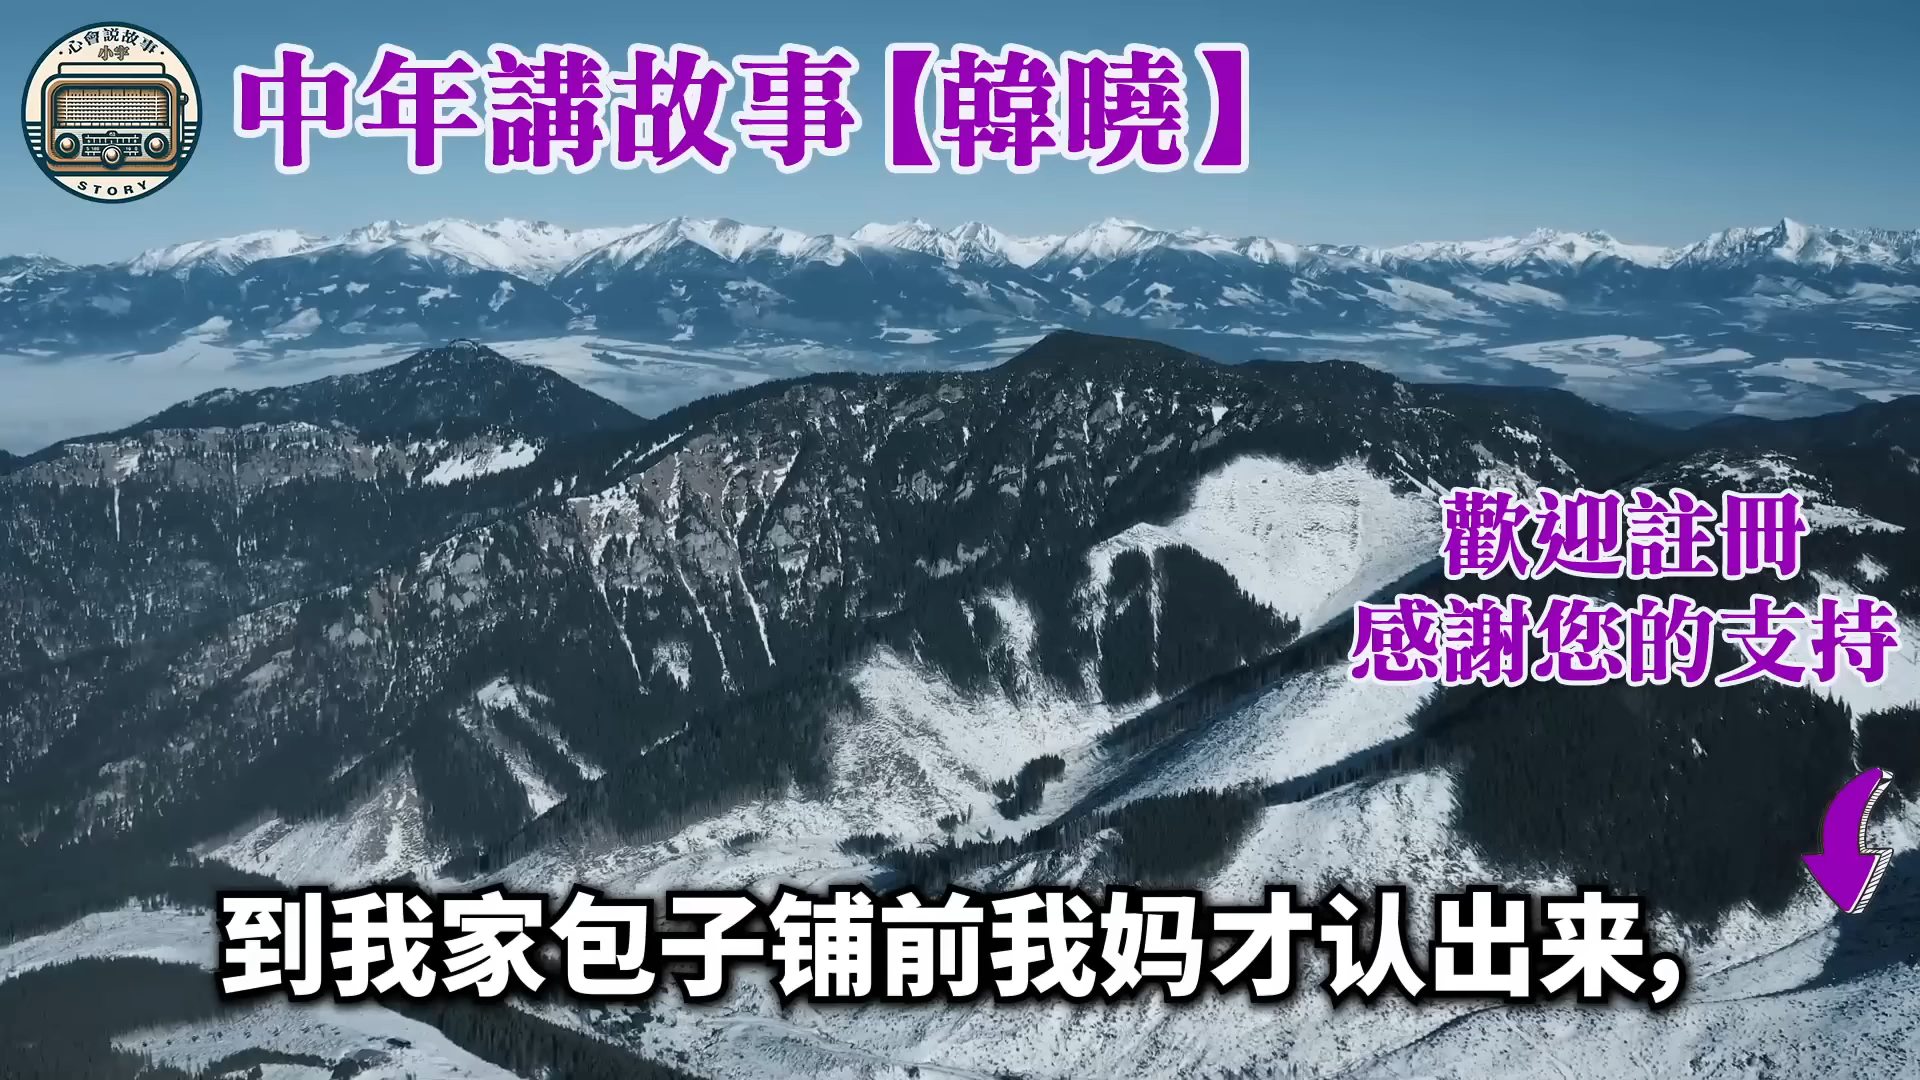 ·心會説故事·
小宇
STORY
中年講故事【韓曉】
歡迎註冊
感謝您的支持
到我家包子铺前我妈才认出来,